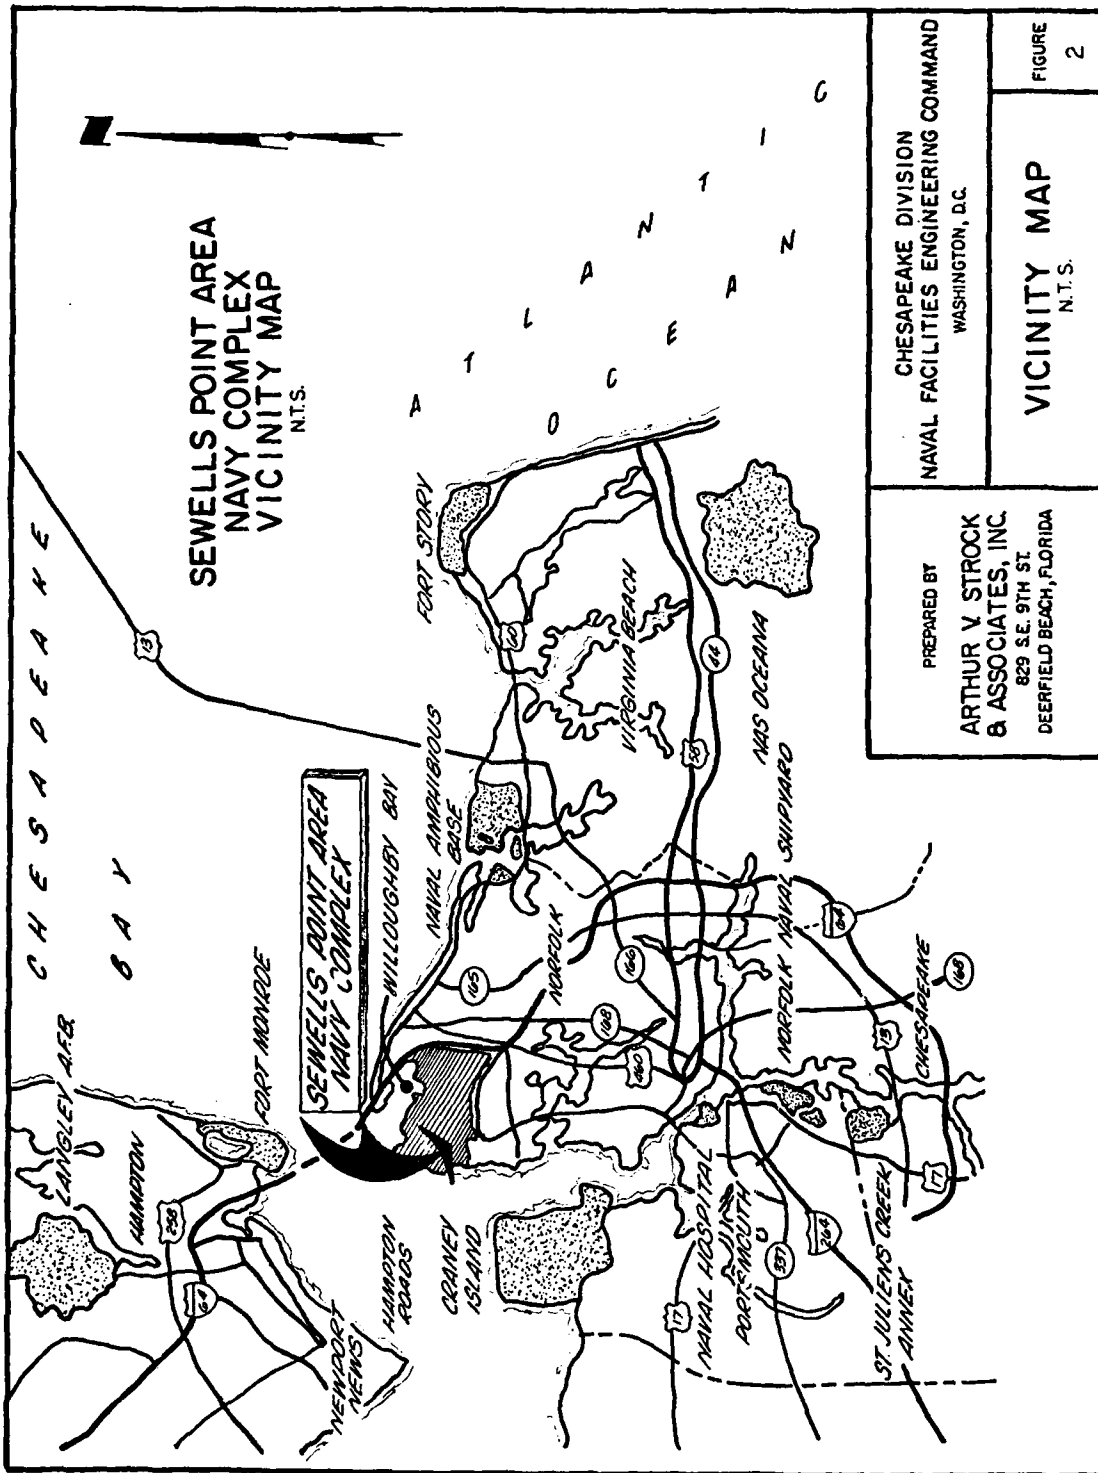 CHESAPEAKE
BAY
13
SEWELLS POINT AREA
NAVY COMPLEX
VICINITY MAP
N.T.S.
N
LANGLEY A.F.B.
HAMPTON
258
64
FORT MONROE
NEWPORT
NEWS
HAMPTON
ROADS
CRANEY
ISLAND
SEWELLS POINT AREA
NAVY COMPLEX
WILLOUGHBY BAY
NAVAL AMPHIBIOUS
BASE
FORT STORY
60
ATLANTIC
OCEAN
165
NORFOLK
166
168
460
VIRGINIA BEACH
58
44
NAS OCEANA
NORFOLK NAVAL SHIPYARD
64
13
CHESAPEAKE
168
17
NAVAL HOSPITAL
PORTSMOUTH
337
264
17
ST. JULIENS CREEK
ANNEX
PREPARED BY
ARTHUR V. STROCK
& ASSOCIATES, INC.
829 S.E. 9TH ST.
DEERFIELD BEACH, FLORIDA
CHESAPEAKE DIVISION
NAVAL FACILITIES ENGINEERING COMMAND
WASHINGTON, D.C.
VICINITY MAP
N.T.S.
FIGURE
2